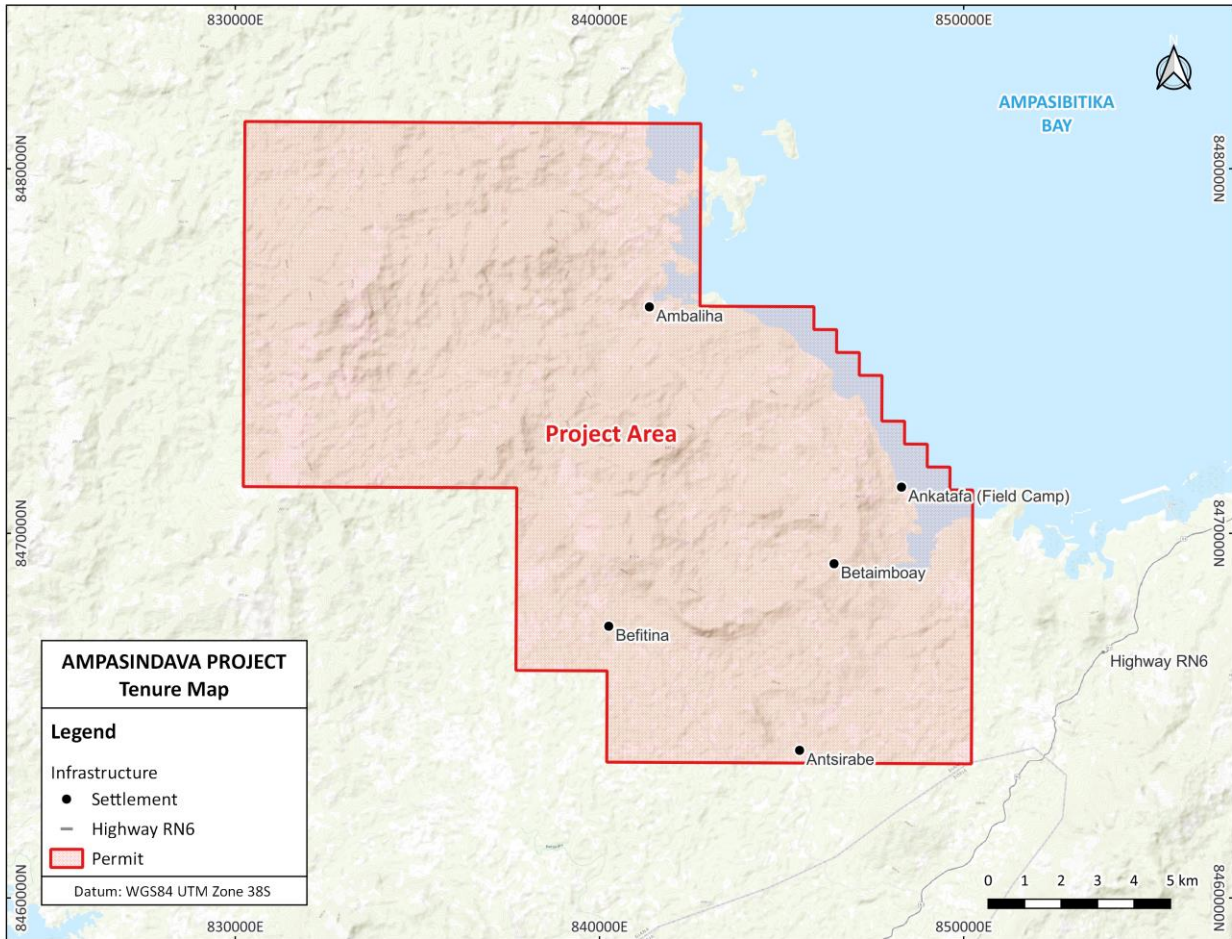 830000E
840000E
850000E
N
AMPASIBITIKA
BAY
8480000N
8480000N
Ambaliha
Project Area
Ankatafa (Field Camp)
8470000N
8470000N
Betaimboay
Befitina
Highway RN6
Antsirabe
AMPASINDAVA PROJECT
Tenure Map
Legend
Infrastructure
Settlement
Highway RN6
Permit
Datum: WGS84 UTM Zone 38S
0 1 2 3 4 5 km
8460000N
8460000N
830000E
840000E
850000E